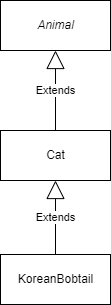 Animal
Extends
Cat
Extends
KoreanBobtail